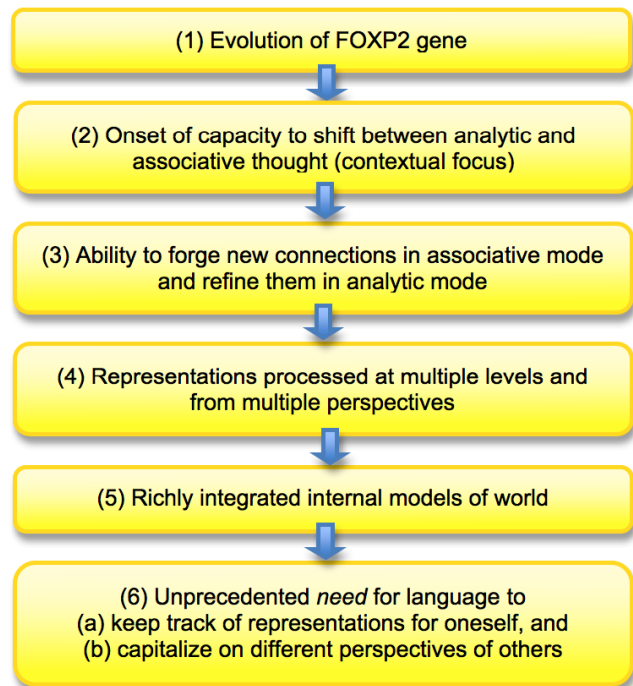 (1) Evolution of FOXP2 gene
(2) Onset of capacity to shift between analytic and
associative thought (contextual focus)
(3) Ability to forge new connections in associative mode
and refine them in analytic mode
(4) Representations processed at multiple levels and
from multiple perspectives
(5) Richly integrated internal models of world
(6) Unprecedented need for language to
(a) keep track of representations for oneself, and
(b) capitalize on different perspectives of others